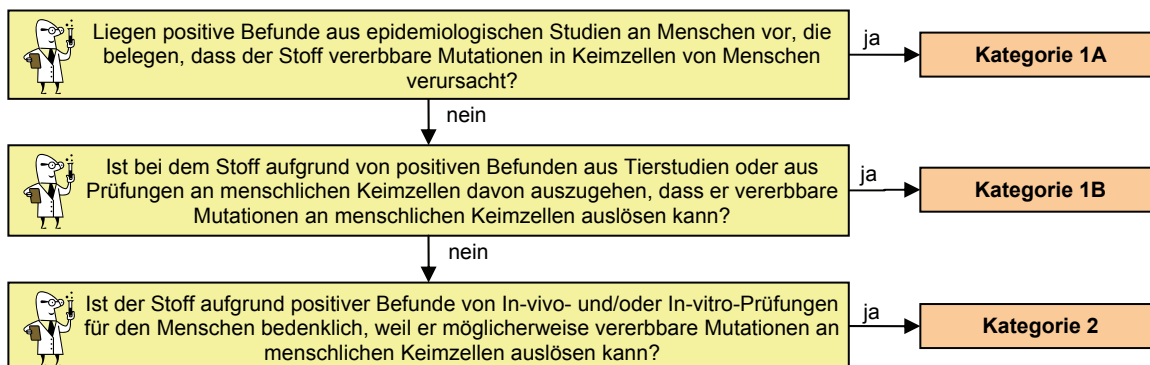 Liegen positive Befunde aus epidemiologischen Studien an Menschen vor, die
belegen, dass der Stoff vererbbare Mutationen in Keimzellen von Menschen
verursacht?
ja
Kategorie 1A
nein
Ist bei dem Stoff aufgrund von positiven Befunden aus Tierstudien oder aus
Prüfungen an menschlichen Keimzellen davon auszugehen, dass er vererbbare
Mutationen an menschlichen Keimzellen auslösen kann?
ja
Kategorie 1B
nein
Ist der Stoff aufgrund positiver Befunde von In-vivo- und/oder In-vitro-Prüfungen
für den Menschen bedenklich, weil er möglicherweise vererbbare Mutationen an
menschlichen Keimzellen auslösen kann?
ja
Kategorie 2